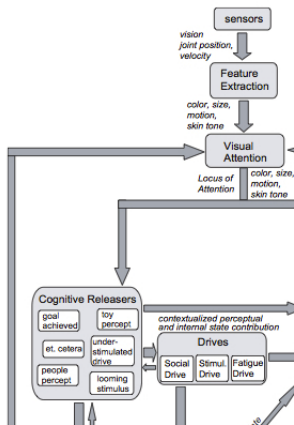 sensors
vision
joint position,
velocity
Feature
Extraction
color, size,
motion,
skin tone
Visual
Attention
Locus of
Attention
color, size,
motion,
skin tone
Cognitive Releasers
goal
achieved
toy
percept
et. cetera
under-
stimulated
drive
people
percept
looming
stimulus
contextualized perceptual
and internal state contribution
Drives
Social
Drive
Stimul.
Drive
Fatigue
Drive